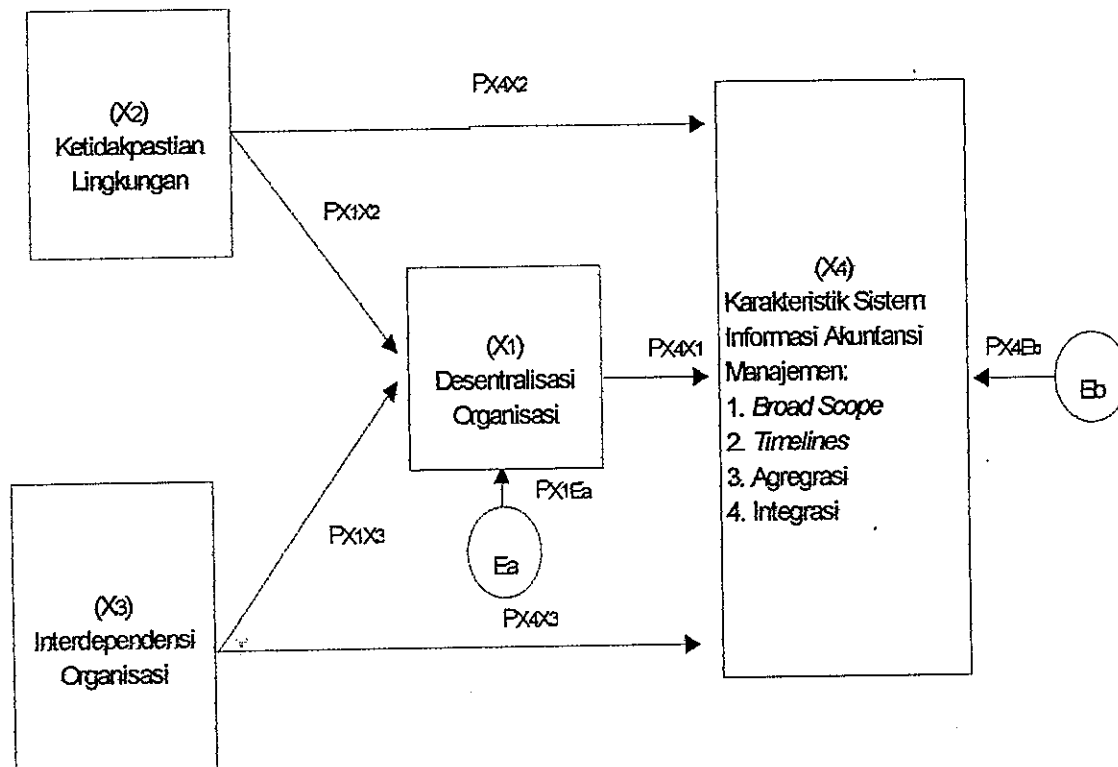 (X2)
Ketidakpastian
Lingkungan
PX4X2
PX1X2
(X1)
Desentralisasi
Organisasi
PX4X1
(X4)
Karakteristik Sistem
Informasi Akuntansi
Manajemen:
1. Broad Scope
2. Timelines
3. Agregrasi
4. Integrasi
PX4Eb
Eb
PX1Ea
Ea
PX1X3
(X3)
Interdependensi
Organisasi
PX4X3